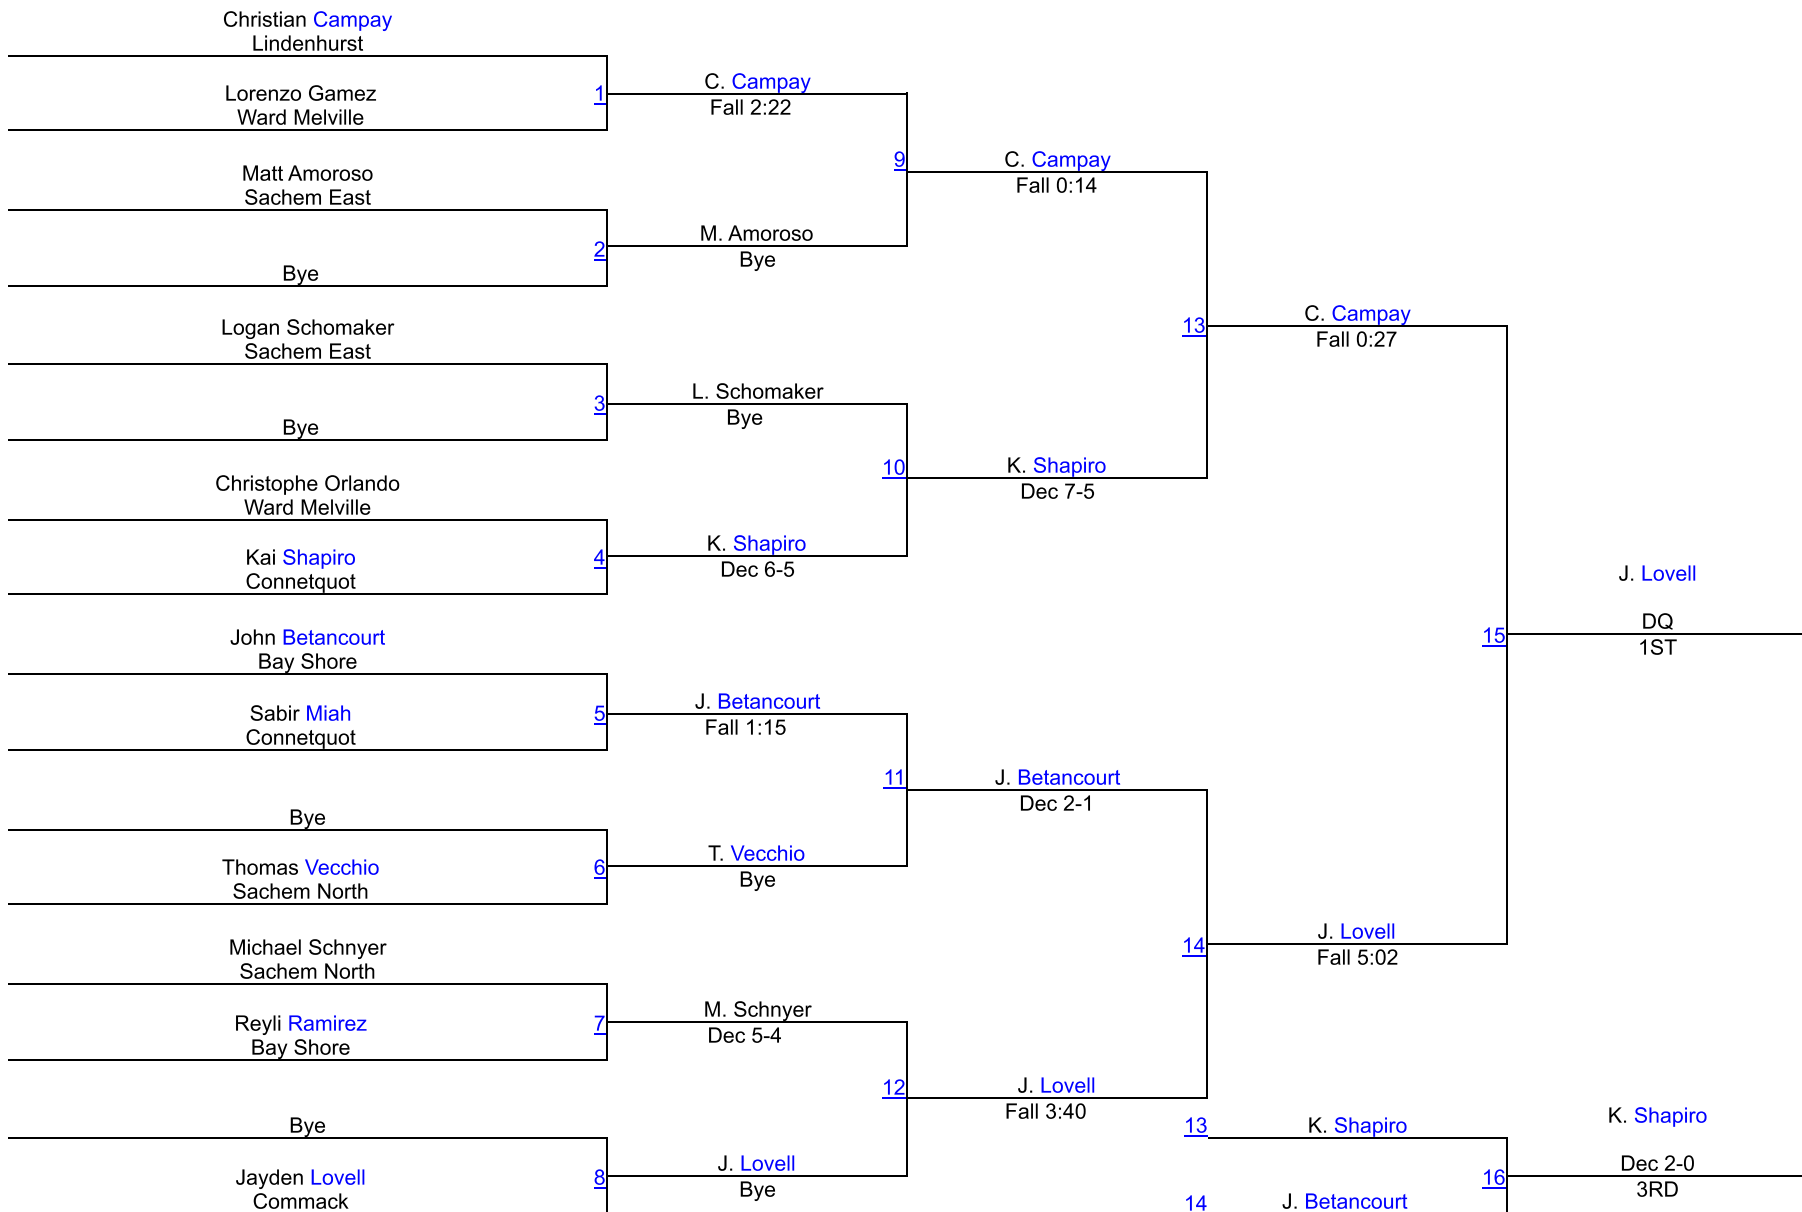 Christian Campay
Lindenhurst
Lorenzo Gamez
Ward Melville
1
C. Campay
Fall 2:22
Matt Amoroso
Sachem East
Bye
2
M. Amoroso
Bye
9
C. Campay
Fall 0:14
Logan Schomaker
Sachem East
Bye
3
L. Schomaker
Bye
Christophe Orlando
Ward Melville
Kai Shapiro
Connetquot
4
K. Shapiro
Dec 6-5
10
K. Shapiro
Dec 7-5
13
C. Campay
Fall 0:27
John Betancourt
Bay Shore
Sabir Miah
Connetquot
5
J. Betancourt
Fall 1:15
Bye
Thomas Vecchio
Sachem North
6
T. Vecchio
Bye
11
J. Betancourt
Dec 2-1
Michael Schnyer
Sachem North
Reyli Ramirez
Bay Shore
7
M. Schnyer
Dec 5-4
Bye
Jayden Lovell
Commack
8
J. Lovell
Bye
12
J. Lovell
Fall 3:40
14
J. Lovell
Fall 5:02
15
J. Lovell
DQ
1ST
13
K. Shapiro
14
J. Betancourt
16
K. Shapiro
Dec 2-0
3RD